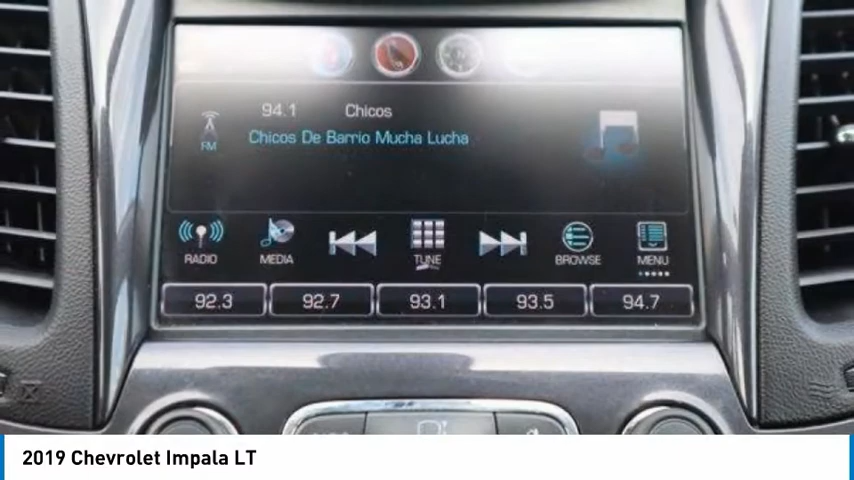 94.1 Chicos
FM Chicos De Barrio Mucha Lucha
RADIO MEDIA TUNE BROWSE MENU
92.3 92.7 93.1 93.5 94.7
2019 Chevrolet Impala LT